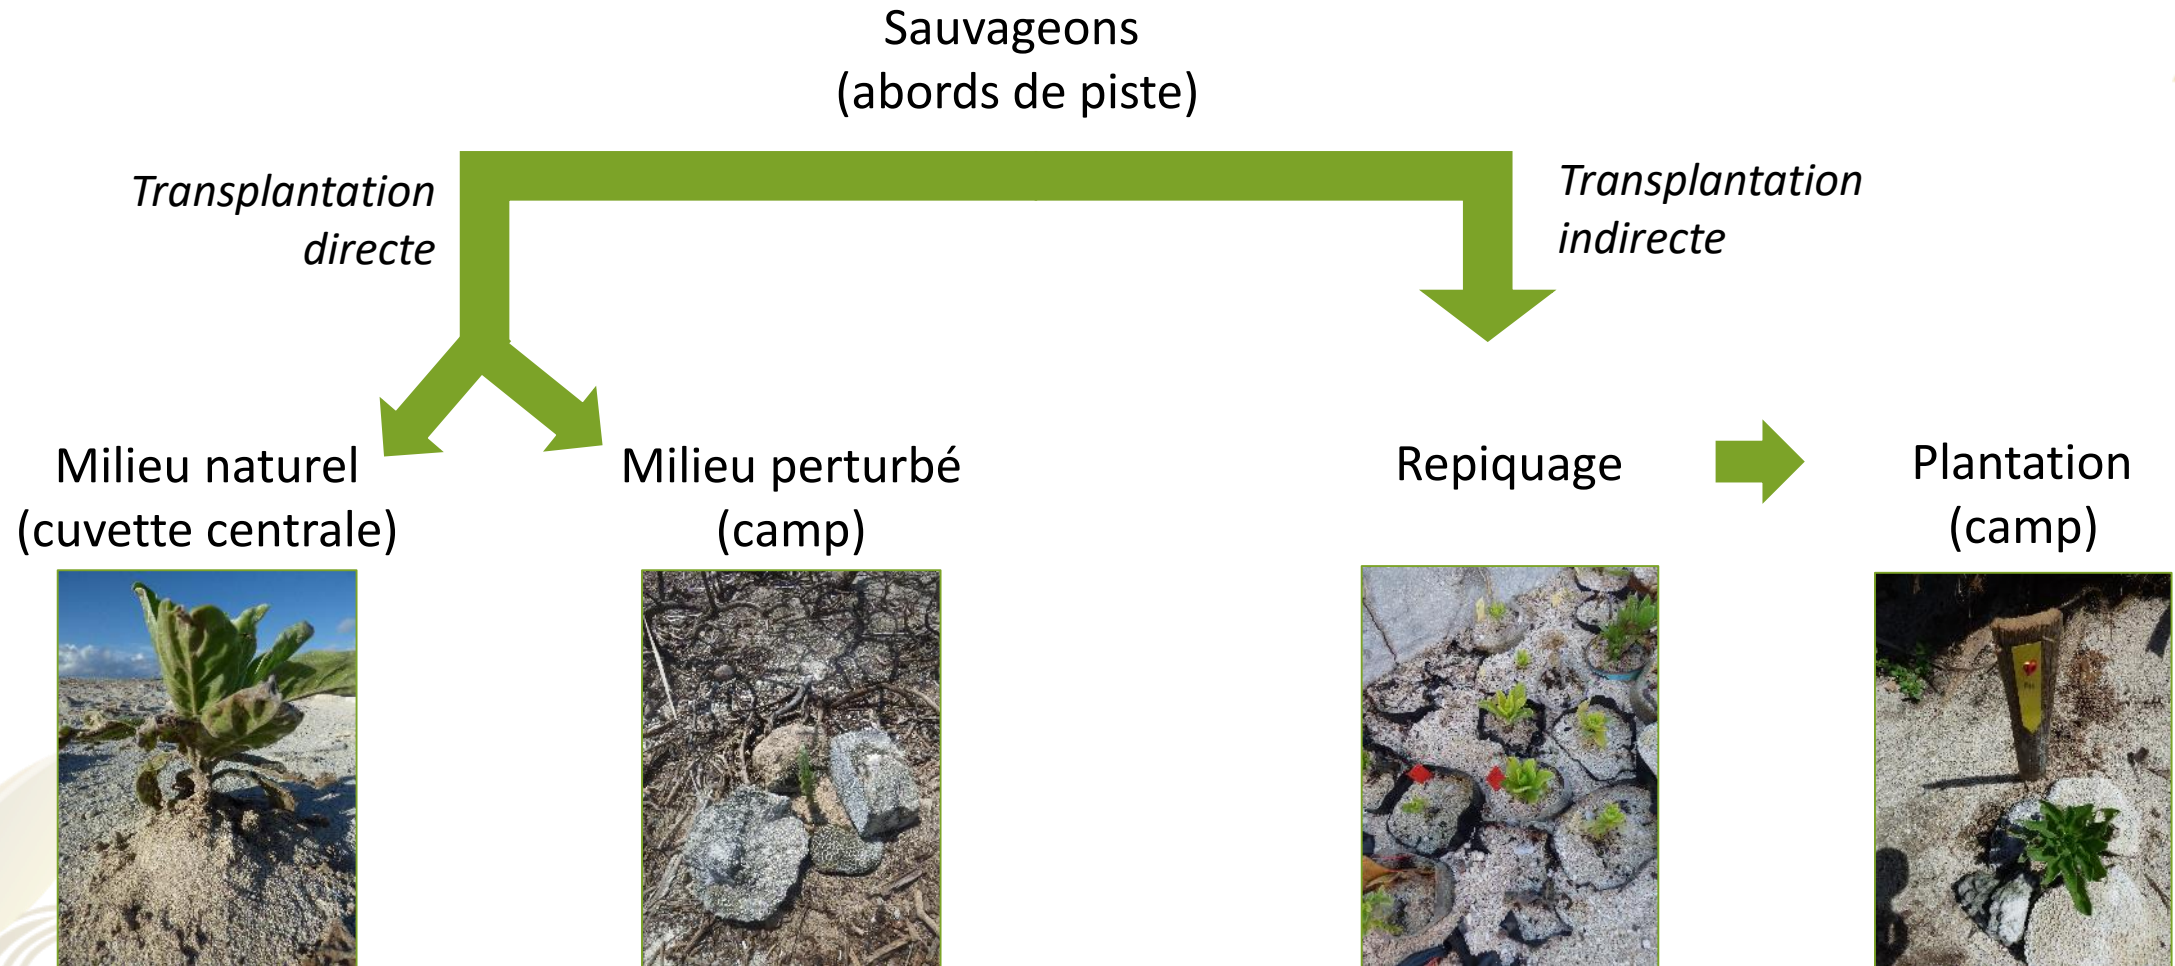 Sauvageons
(abords de piste)
Transplantation
directe
Transplantation
indirecte
Milieu naturel
(cuvette centrale)
Milieu perturbé
(camp)
Repiquage
Plantation
(camp)